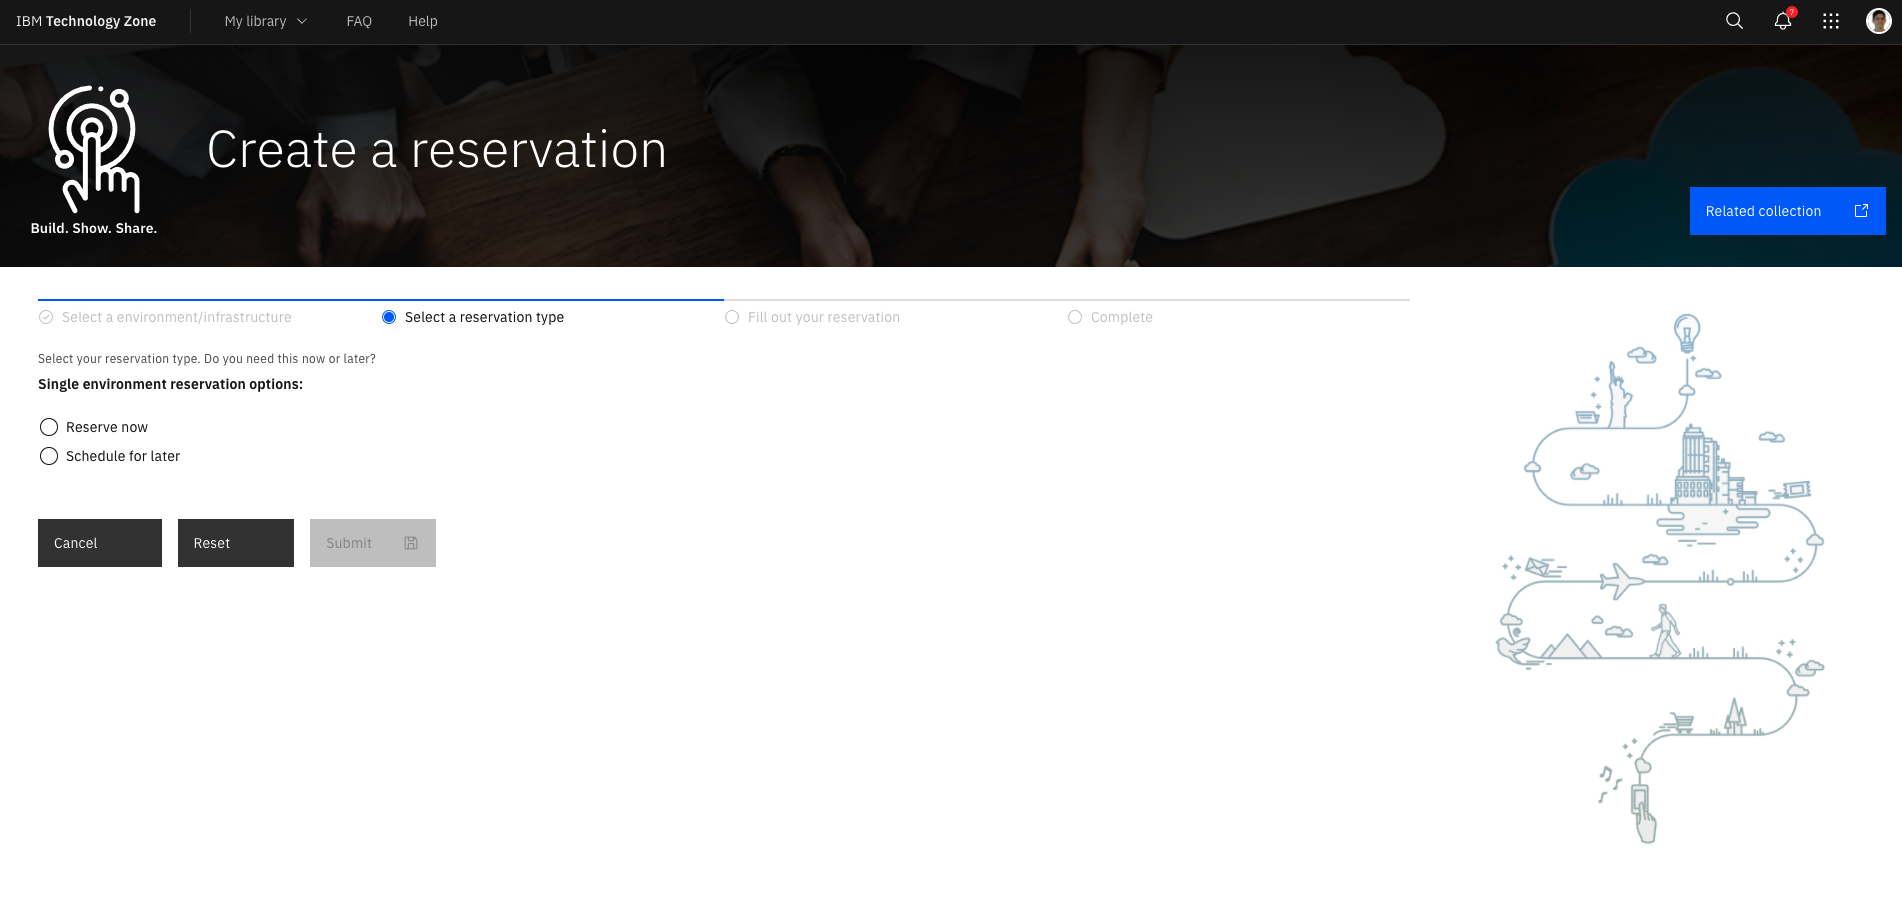 IBM Technology Zone
My library
FAQ
Help
7
Create a reservation
Build. Show. Share.
Related collection
Select a environment/infrastructure
Select a reservation type
Fill out your reservation
Complete
Select your reservation type. Do you need this now or later?
Single environment reservation options:
Reserve now
Schedule for later
Cancel
Reset
Submit